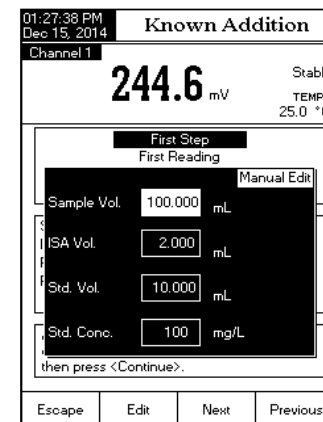 01:27:38 PM
Dec 15, 2014
Known Addition
Channel 1
244.6 mV
Stabl
TEMP
25.0 °
First Step
First Reading
Manual Edit
Sample Vol. 100.000 mL
ISA Vol. 2.000 mL
Std. Vol. 10.000 mL
Std. Conc. 100 mg/L
then press <Continue>.
Escape Edit Next Previous